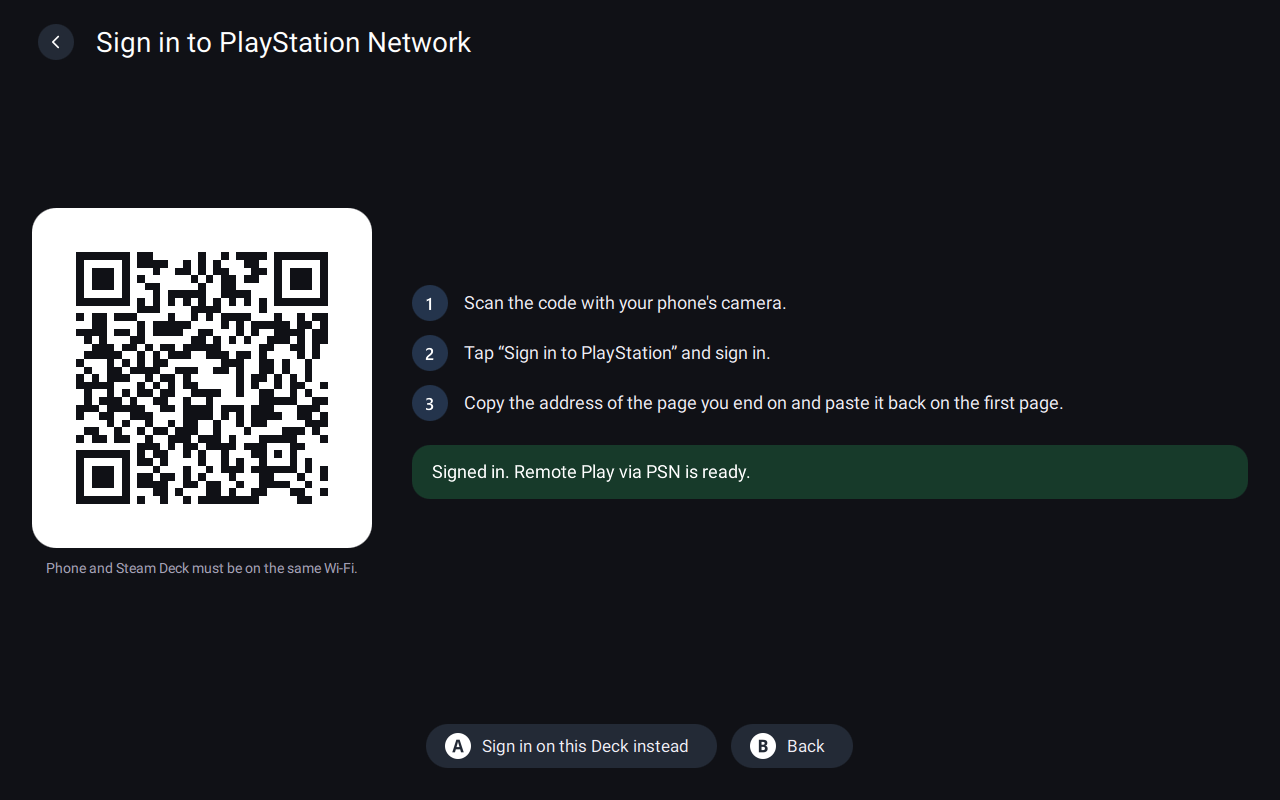 Sign in to PlayStation Network
1 Scan the code with your phone's camera.
2 Tap “Sign in to PlayStation” and sign in.
3 Copy the address of the page you end on and paste it back on the first page.
Signed in. Remote Play via PSN is ready.
Phone and Steam Deck must be on the same Wi-Fi.
A Sign in on this Deck instead
B Back